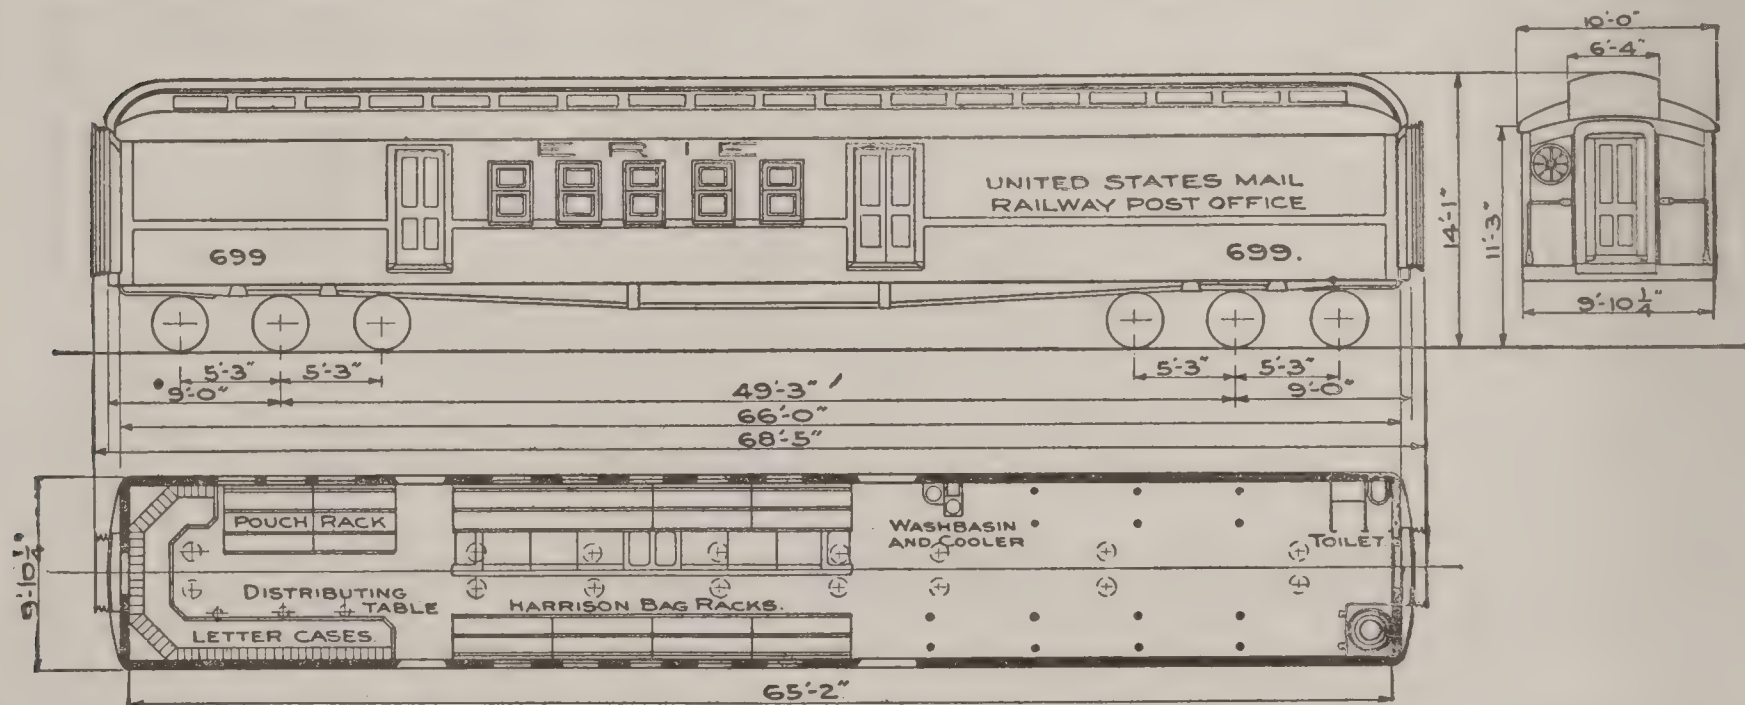 10'-0"
6'-4"
ERIE
UNITED STATES MAIL
RAILWAY POST OFFICE
699
699.
14'-1"
11'-3"
9'-10 1/4"
5'-3" 5'-3" 5'-3" 5'-3"
9'-0" 49'-3" 9'-0"
66'-0"
68'-5"
9'-10 1/4"
POUCH RACK
WASHBASIN
AND COOLER
TOILET
DISTRIBUTING
TABLE
HARRISON BAG RACKS.
LETTER CASES.
65'-2"